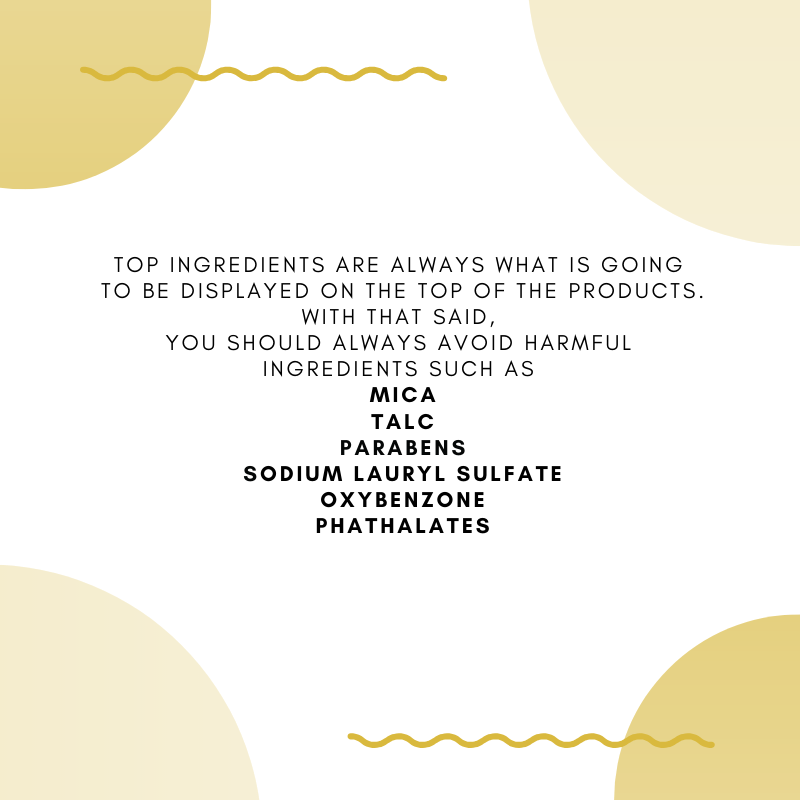 TOP INGREDIENTS ARE ALWAYS WHAT IS GOING
TO BE DISPLAYED ON THE TOP OF THE PRODUCTS.
WITH THAT SAID,
YOU SHOULD ALWAYS AVOID HARMFUL
INGREDIENTS SUCH AS
MICA
TALC
PARABENS
SODIUM LAURYL SULFATE
OXYBENZONE
PHATHALATES